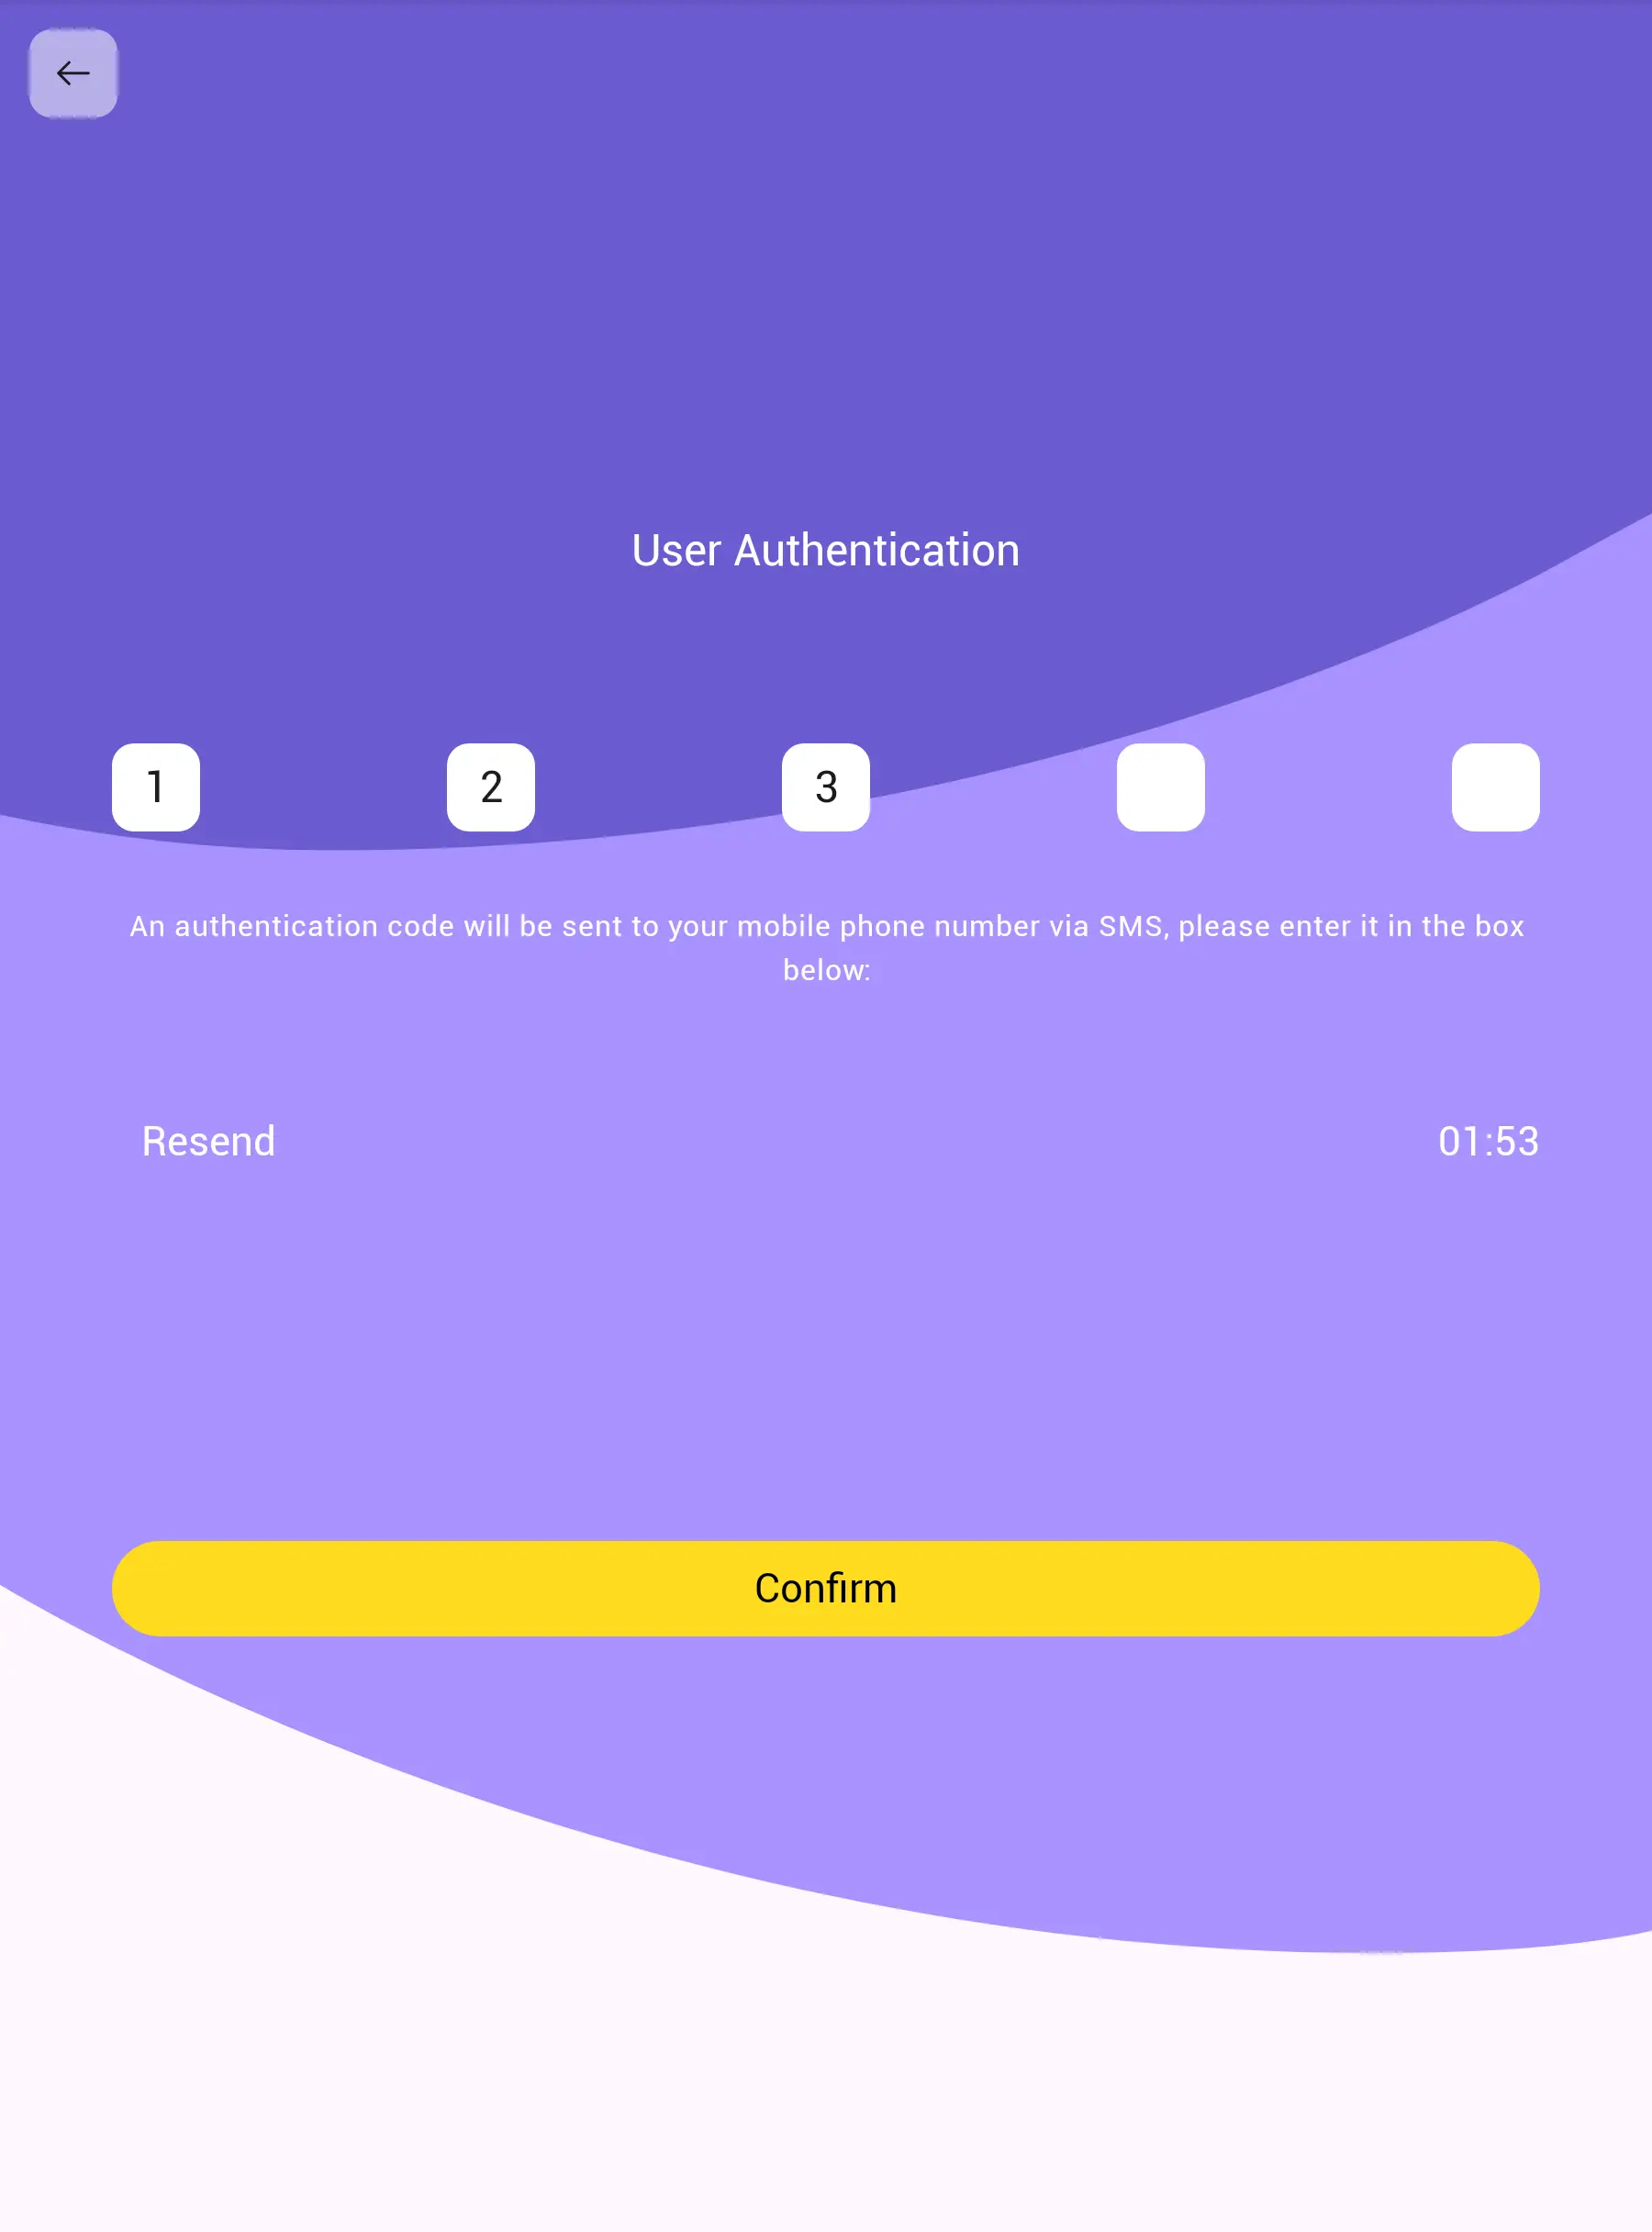 User Authentication
1 2 3
An authentication code will be sent to your mobile phone number via SMS, please enter it in the box
below:
Resend 01:53
Confirm